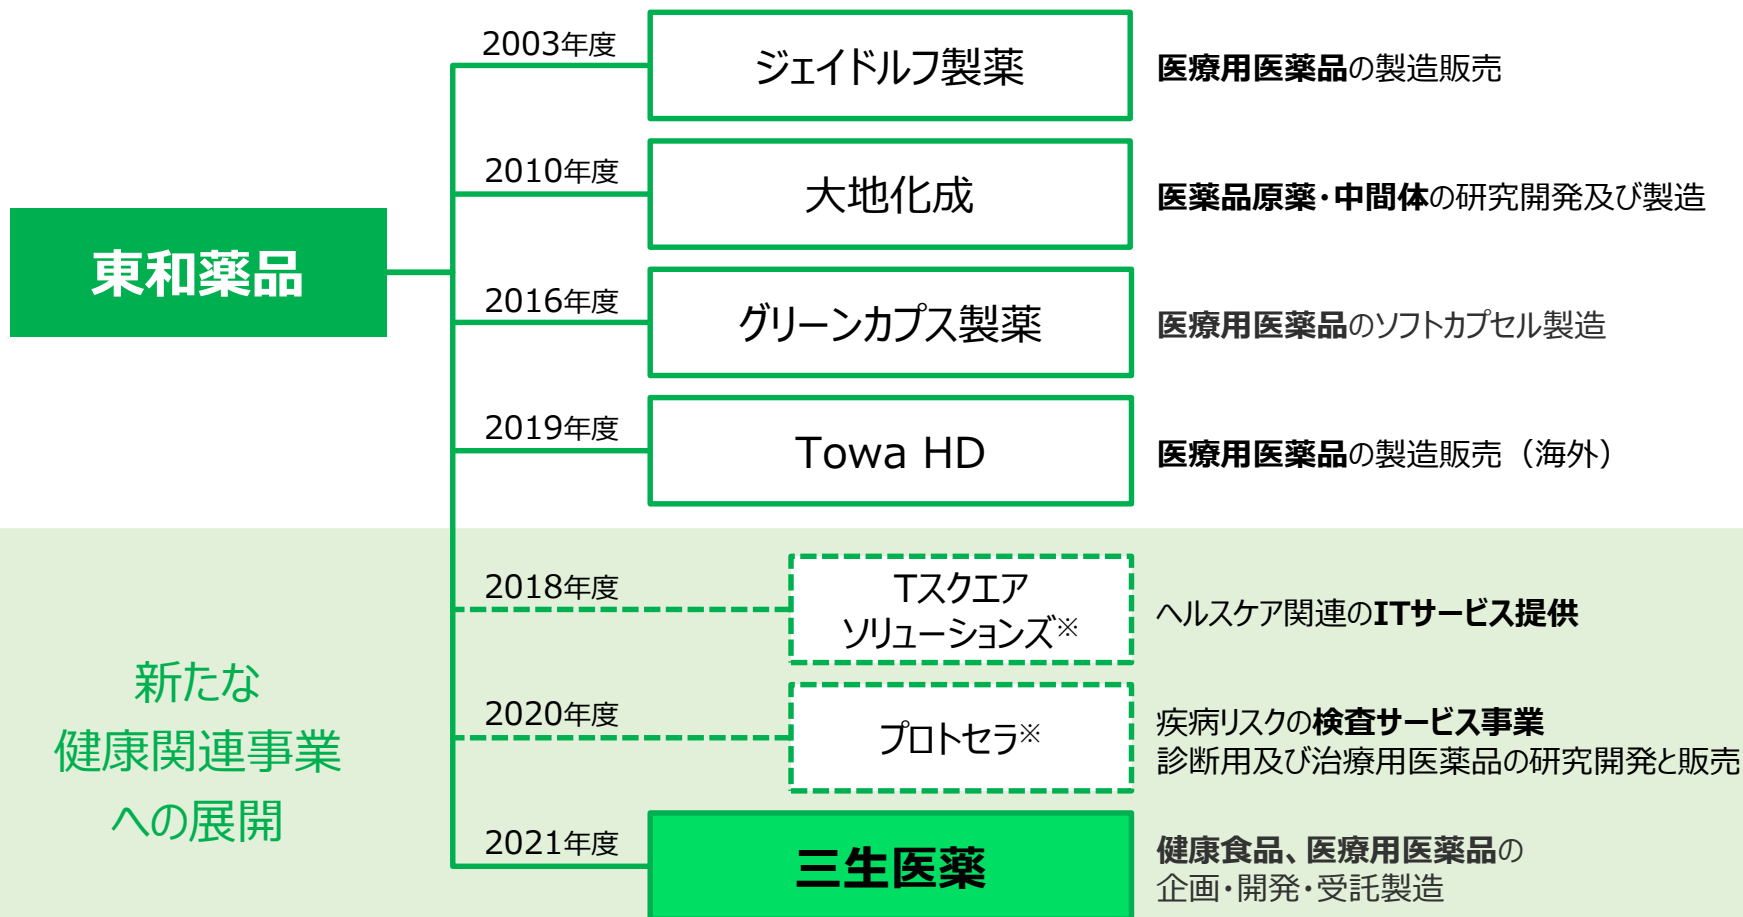 2003年度
ジェイドルフ製薬
医療用医薬品の製造販売
2010年度
大地化成
医薬品原薬・中間体の研究開発及び製造
東和薬品
2016年度
グリーンカプス製薬
医療用医薬品のソフトカプセル製造
2019年度
Towa HD
医療用医薬品の製造販売（海外）
新たな
健康関連事業
への展開
2018年度
Tスクエア
ソリューションズ※
ヘルスケア関連のITサービス提供
2020年度
プロトセラ※
疾病リスクの検査サービス事業
診断用及び治療用医薬品の研究開発と販売
2021年度
三生医薬
健康食品、医療用医薬品の
企画・開発・受託製造